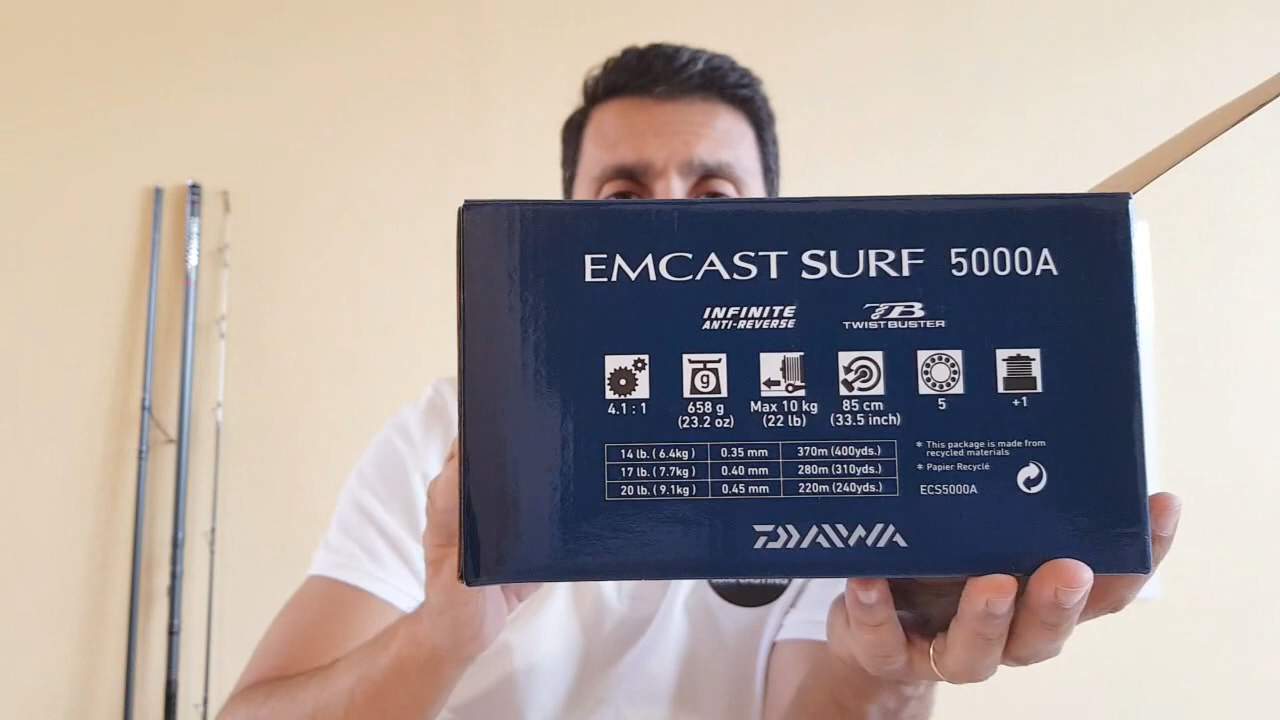 EMCAST SURF 5000A
INFINITE
ANTI-REVERSE
TB
TWISTBUSTER
g
4.1 : 1
658 g
(23.2 oz)
Max 10 kg
(22 lb)
85 cm
(33.5 inch)
5
+1
14 lb. ( 6.4kg ) 0.35 mm 370m (400yds.)
17 lb. ( 7.7kg ) 0.40 mm 280m (310yds.)
20 lb. ( 9.1kg ) 0.45 mm 220m (240yds.)
* This package is made from
recycled materials
* Papier Recyclé
ECS5000A
DAIWA